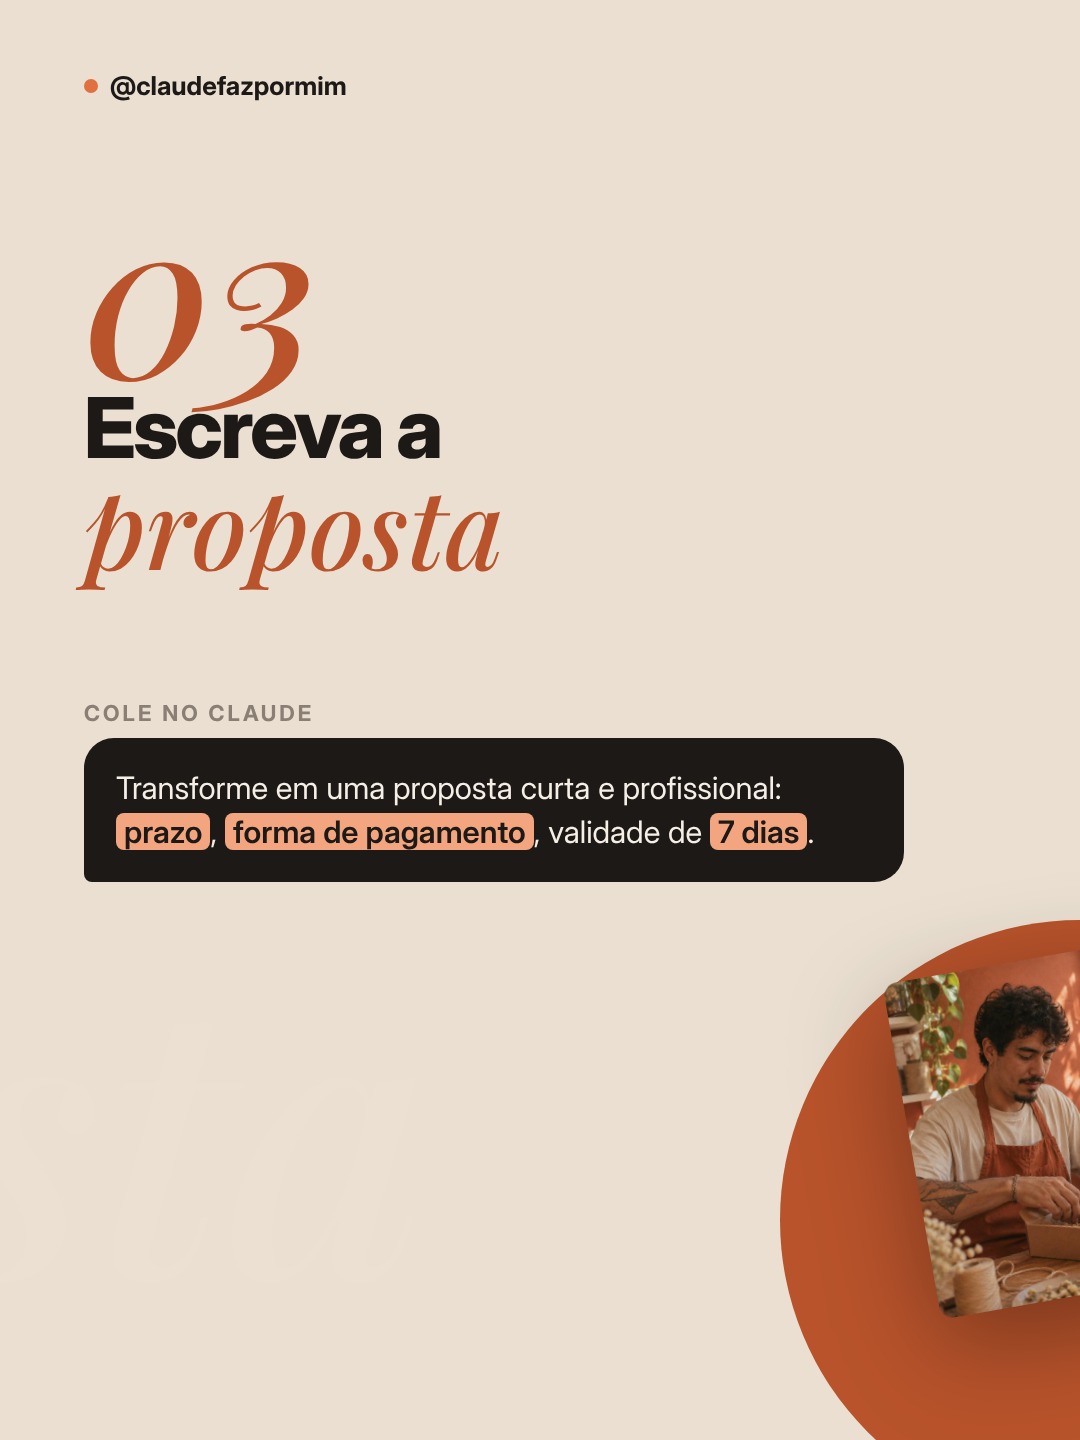 @claudefazpormim
03
Escreva a
proposta
COLE NO CLAUDE
Transforme em uma proposta curta e profissional:
prazo, forma de pagamento, validade de 7 dias.